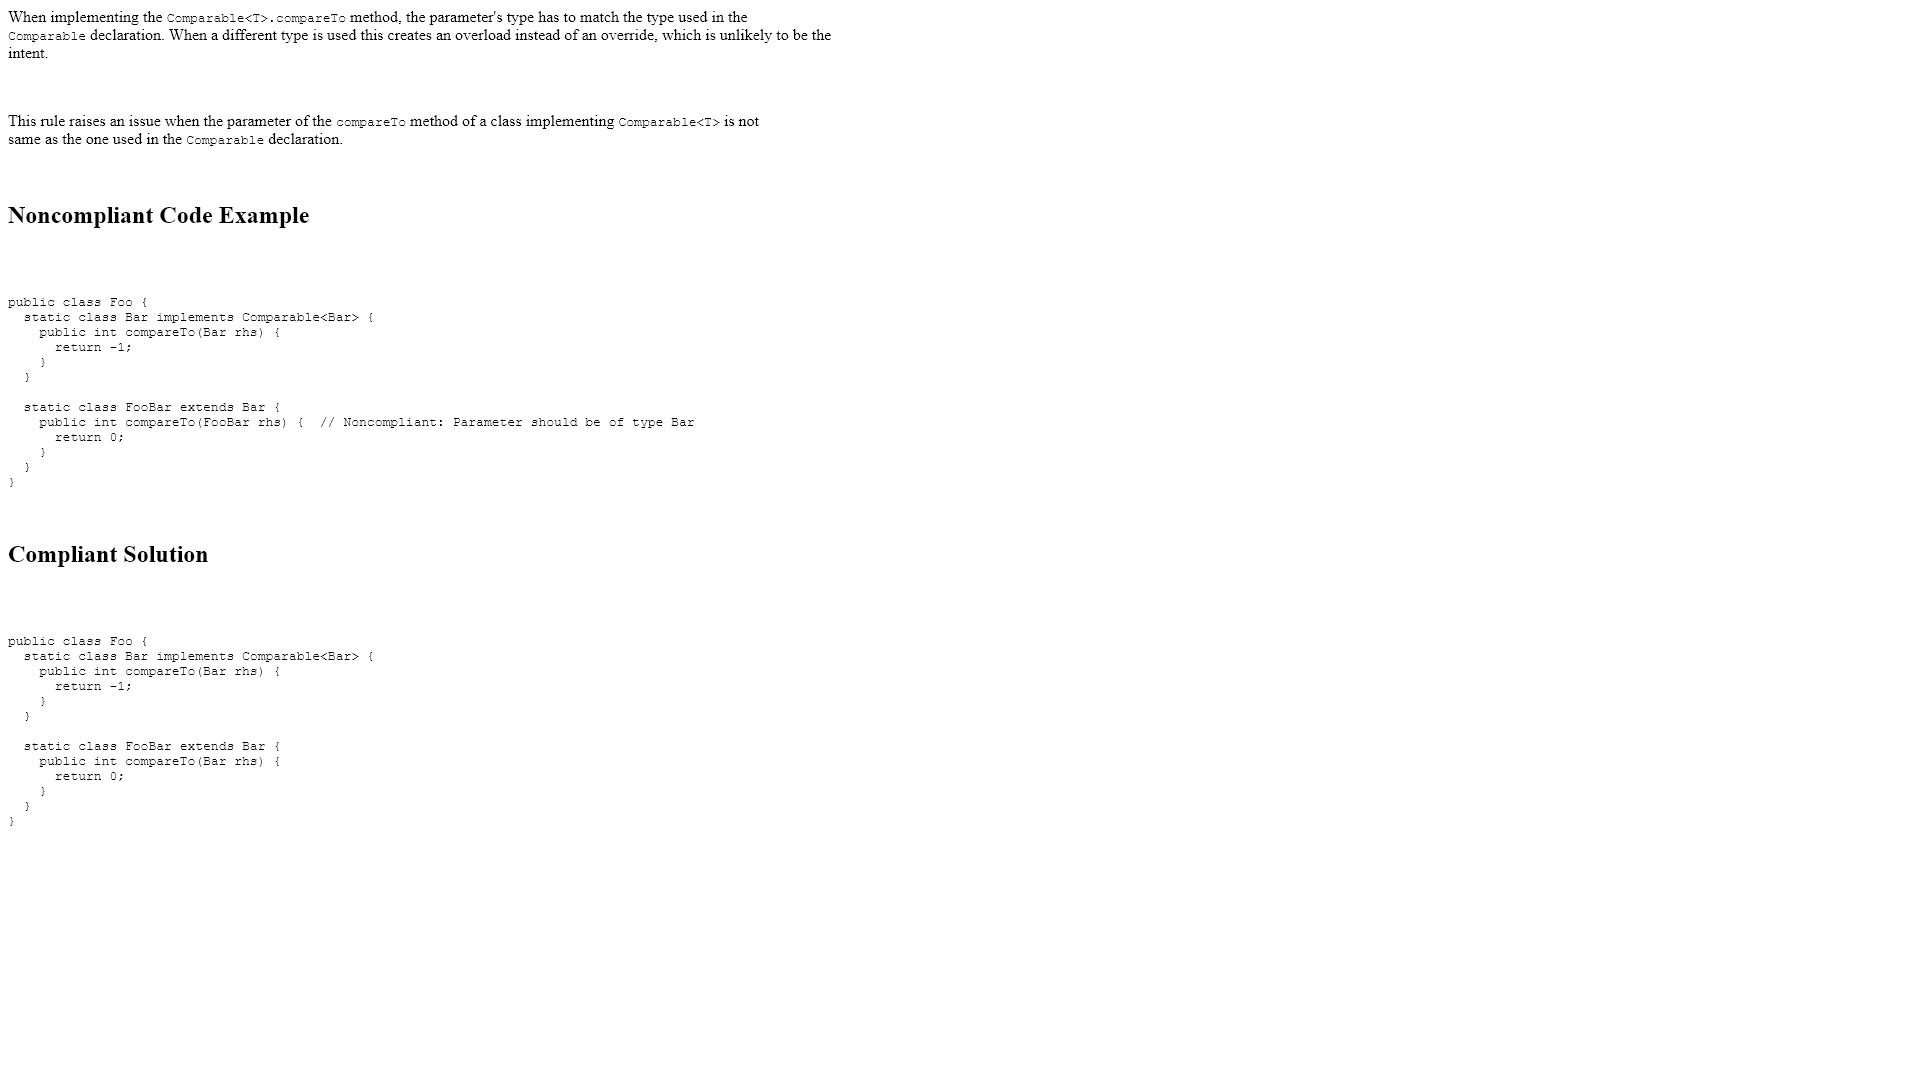 When implementing the Comparable<T>.compareTo method, the parameter's type has to match the type used in the
Comparable declaration. When a different type is used this creates an overload instead of an override, which is unlikely to be the
intent.
This rule raises an issue when the parameter of the compareTo method of a class implementing Comparable<T> is not
same as the one used in the Comparable declaration.
Noncompliant Code Example
public class Foo {
  static class Bar implements Comparable<Bar> {
    public int compareTo(Bar rhs) {
      return -1;
    }
  }
  static class FooBar extends Bar {
    public int compareTo(FooBar rhs) {  // Noncompliant: Parameter should be of type Bar
      return 0;
    }
  }
}
Compliant Solution
public class Foo {
  static class Bar implements Comparable<Bar> {
    public int compareTo(Bar rhs) {
      return -1;
    }
  }
  static class FooBar extends Bar {
    public int compareTo(Bar rhs) {
      return 0;
    }
  }
}